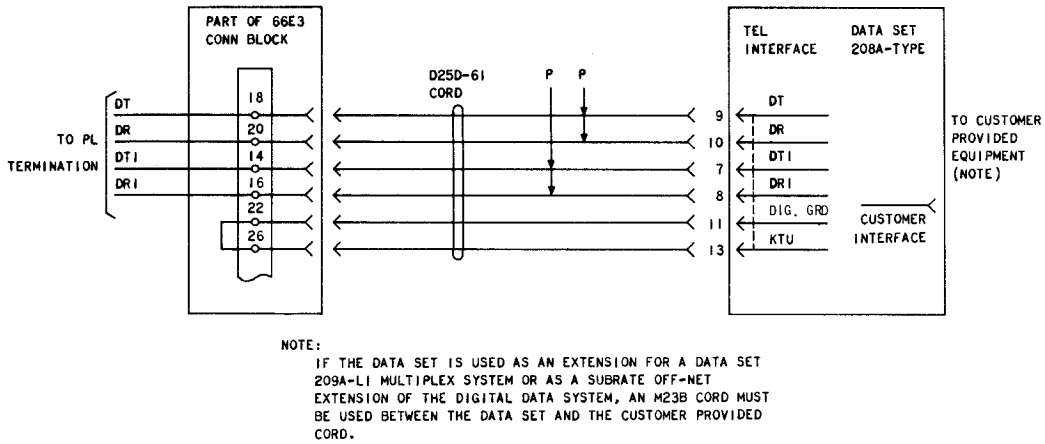 PART OF 66E3
CONN BLOCK
TEL
INTERFACE
DATA SET
208A-TYPE
D25D-61
CORD
P P
TO PL
TERMINATION
DT
DR
DT1
DR1
18
20
14
16
22
26
9
10
7
8
11
13
DT
DR
DT1
DR1
DIG. GRD
KTU
CUSTOMER
INTERFACE
TO CUSTOMER
PROVIDED
EQUIPMENT
(NOTE)
NOTE:
IF THE DATA SET IS USED AS AN EXTENSION FOR A DATA SET
209A-L1 MULTIPLEX SYSTEM OR AS A SUBRATE OFF-NET
EXTENSION OF THE DIGITAL DATA SYSTEM, AN M23B CORD MUST
BE USED BETWEEN THE DATA SET AND THE CUSTOMER PROVIDED
CORD.